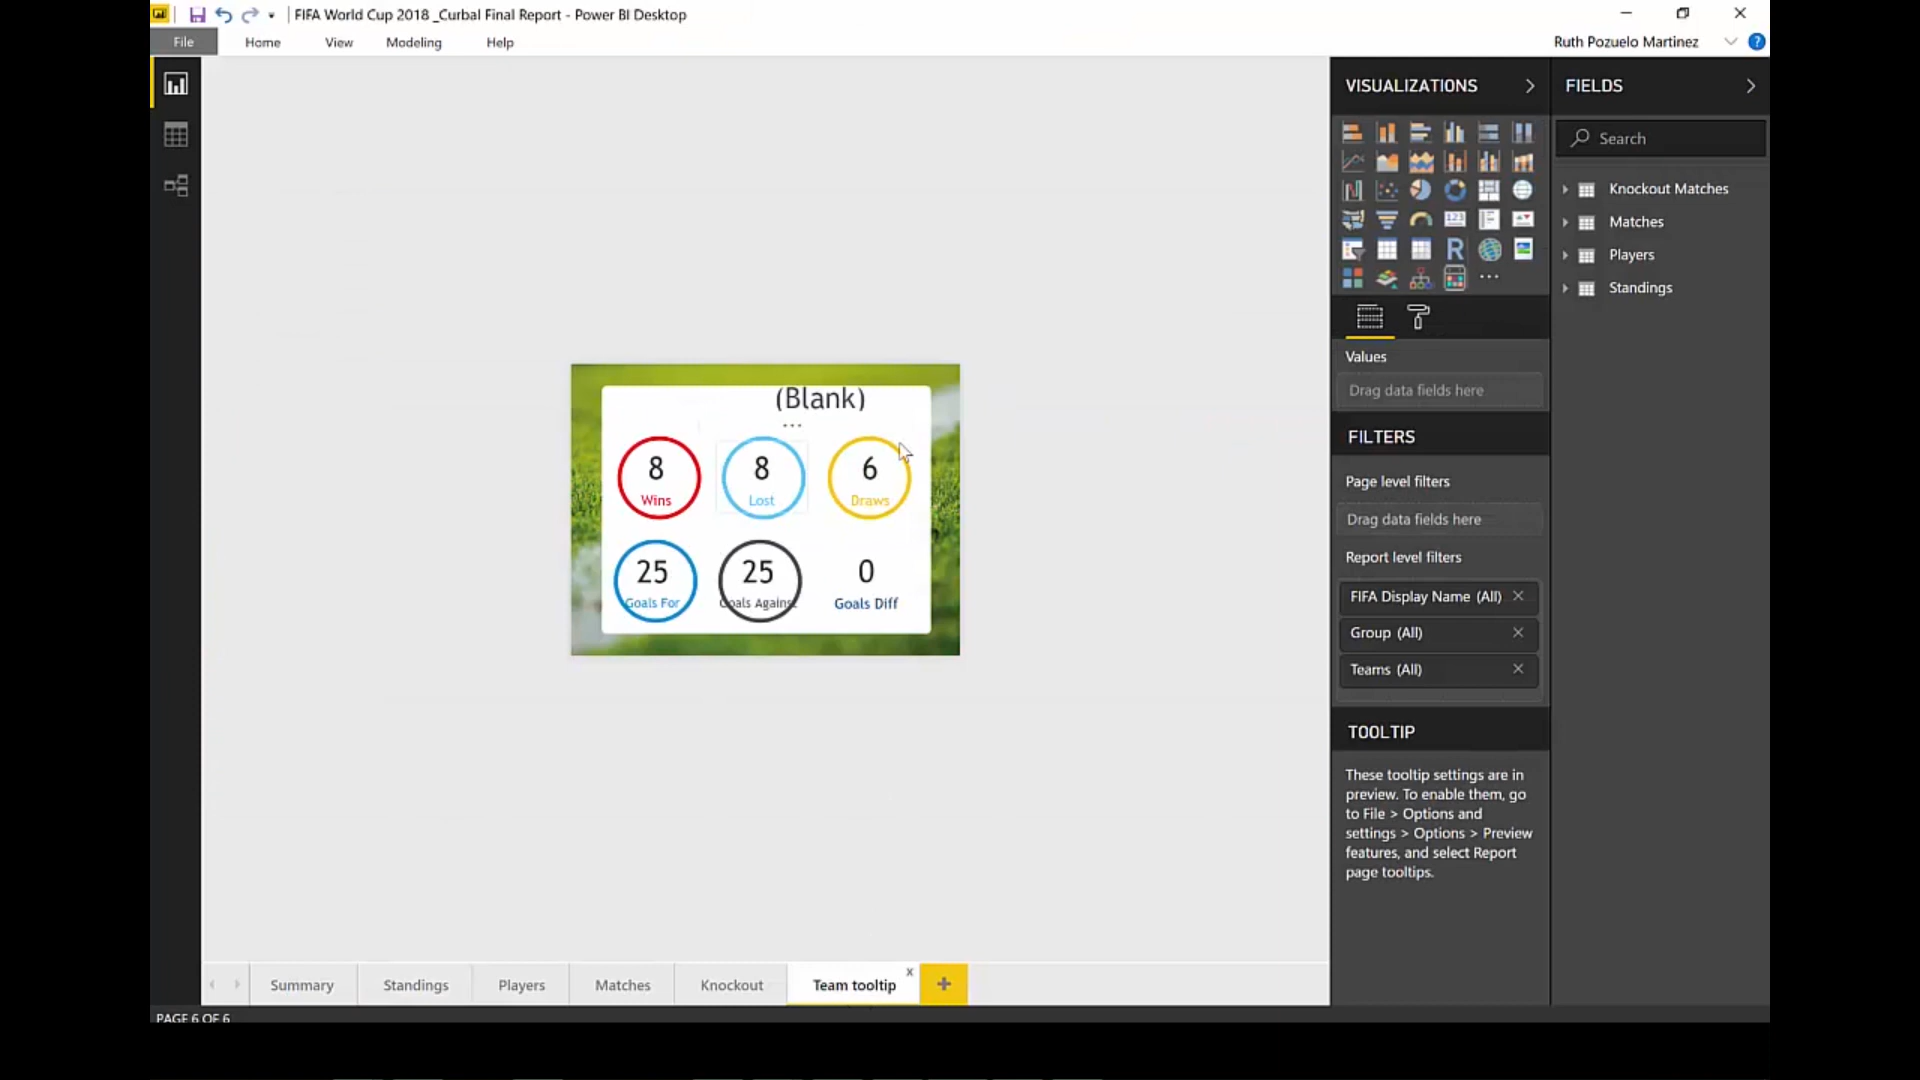 FIFA World Cup 2018 _Curbal Final Report - Power BI Desktop
File Home View Modeling Help
Ruth Pozuelo Martinez
?
VISUALIZATIONS
FIELDS
Search
Knockout Matches
Matches
Players
Standings
123
R
Values
Drag data fields here
FILTERS
Page level filters
Drag data fields here
Report level filters
FIFA Display Name (All)
Group (All)
Teams (All)
TOOLTIP
These tooltip settings are in
preview. To enable them, go
to File > Options and
settings > Options > Preview
features, and select Report
page tooltips.
(Blank)
8 8 6
Wins Lost Draws
25 25 0
Goals For Goals Against Goals Diff
Summary Standings Players Matches Knockout Team tooltip x +
PAGE 6 OF 6